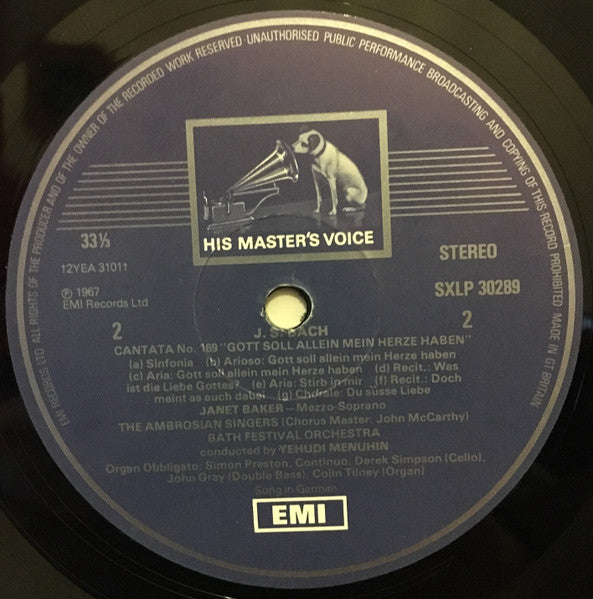 EMI RECORDS LTD ALL RIGHTS OF THE PRODUCER AND OF THE OWNER OF THE RECORDED WORK RESERVED · UNAUTHORISED PUBLIC PERFORMANCE BROADCASTING AND COPYING OF THIS RECORD PROHIBITED. MADE IN GT BRITAIN
HIS MASTER'S VOICE
33⅓
STEREO
†2YEA 3101†
℗ 1967
EMI Records Ltd
SXLP 30289
2
2
J. S. BACH
CANTATA No. 169 "GOTT SOLL ALLEIN MEIN HERZE HABEN"
(a) Sinfonia (b) Arioso: Gott soll allein mein Herze haben
(c) Aria: Gott soll allein mein Herze haben (d) Recit.: Was
ist die Liebe Gottes? (e) Aria: Stirb in mir (f) Recit.: Doch
meint as auch dabei (g) Chorale: Du süsse Liebe
JANET BAKER – Mezzo-Soprano
THE AMBROSIAN SINGERS (Chorus Master: John McCarthy)
BATH FESTIVAL ORCHESTRA
conducted by YEHUDI MENUHIN
Organ Obbligato: Simon Preston, Continuo: Derek Simpson (Cello),
John Gray (Double Bass), Colin Tilney (Organ)
Sung in German
EMI